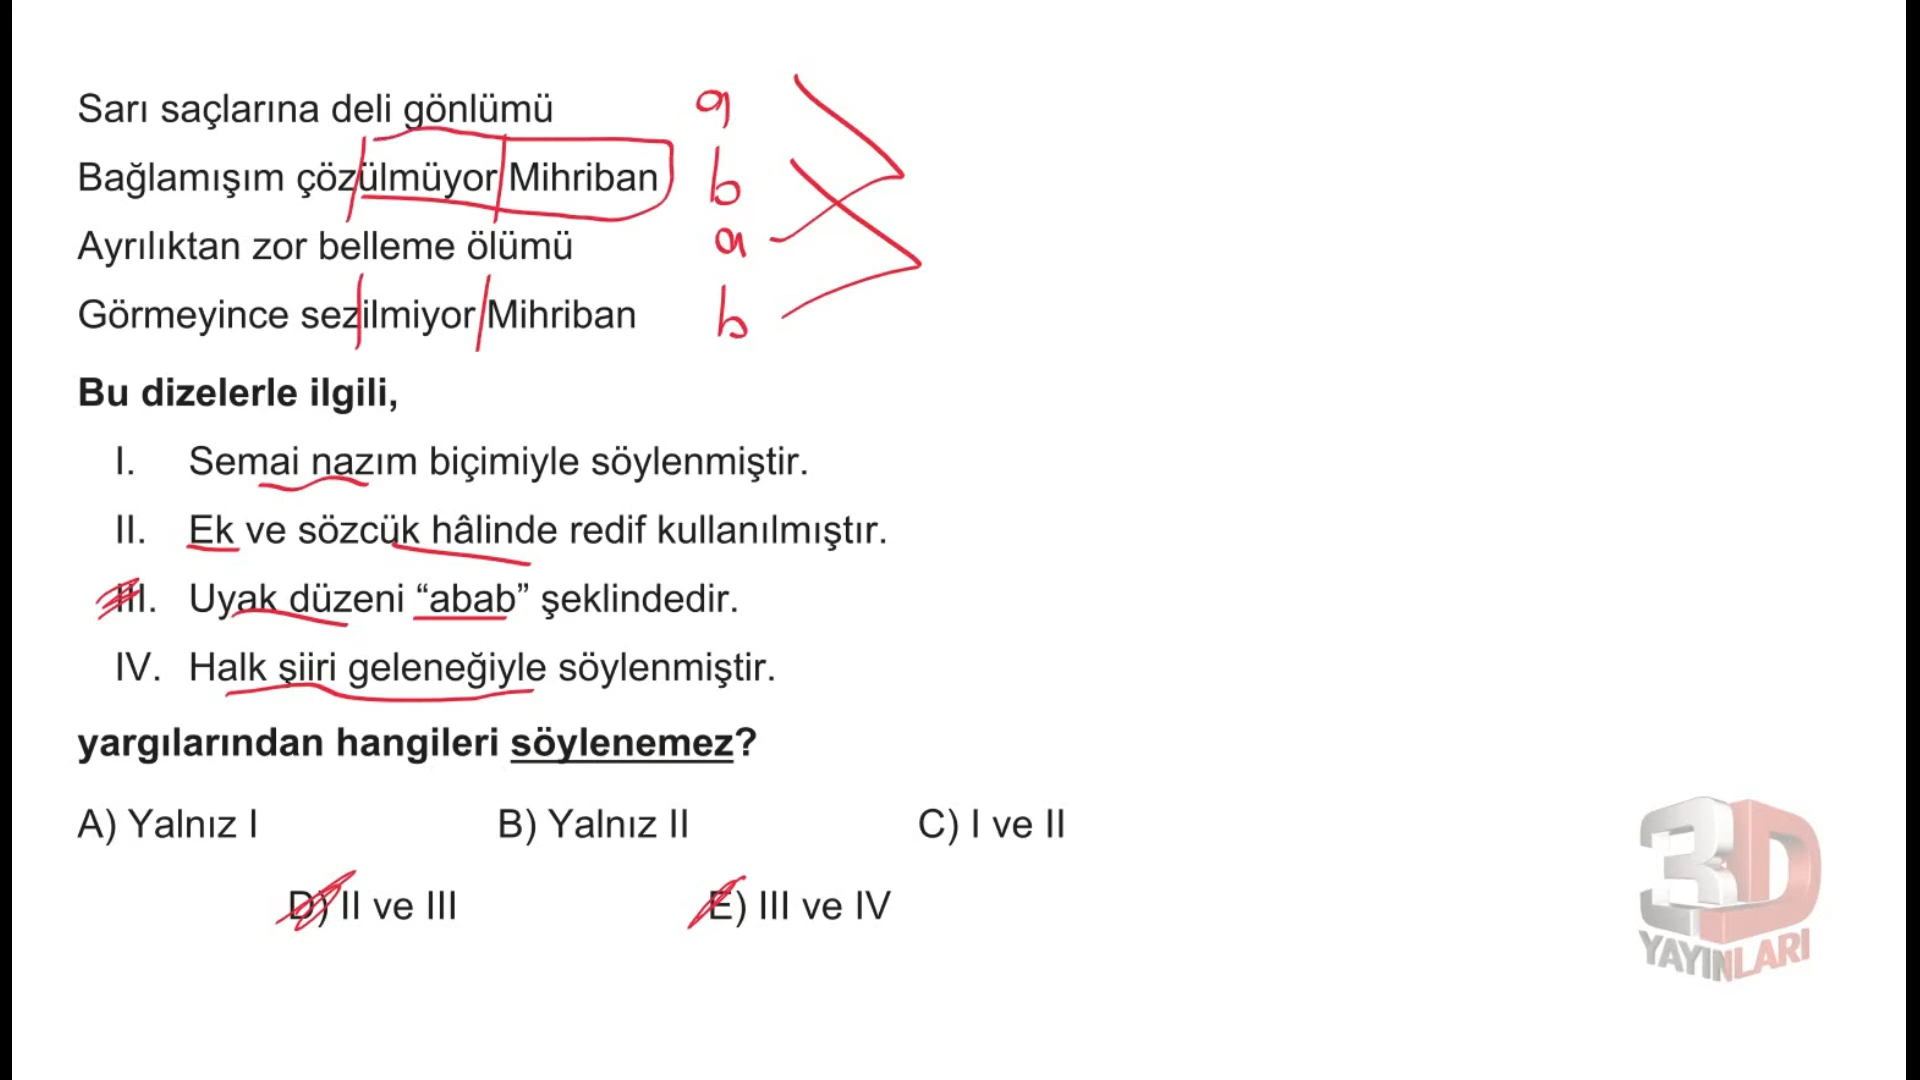 Sarı saçlarına deli gönlümü a
Bağlamışım çözülmüyor Mihriban b
Ayrılıktan zor belleme ölümü a
Görmeyince sezilmiyor Mihriban b
Bu dizelerle ilgili,
I. Semai nazım biçimiyle söylenmiştir.
II. Ek ve sözcük hâlinde redif kullanılmıştır.
III. Uyak düzeni “abab” şeklindedir.
IV. Halk şiiri geleneğiyle söylenmiştir.
yargılarından hangileri söylenemez?
A) Yalnız I B) Yalnız II C) I ve II
D) II ve III E) III ve IV
3D
YAYINLARI